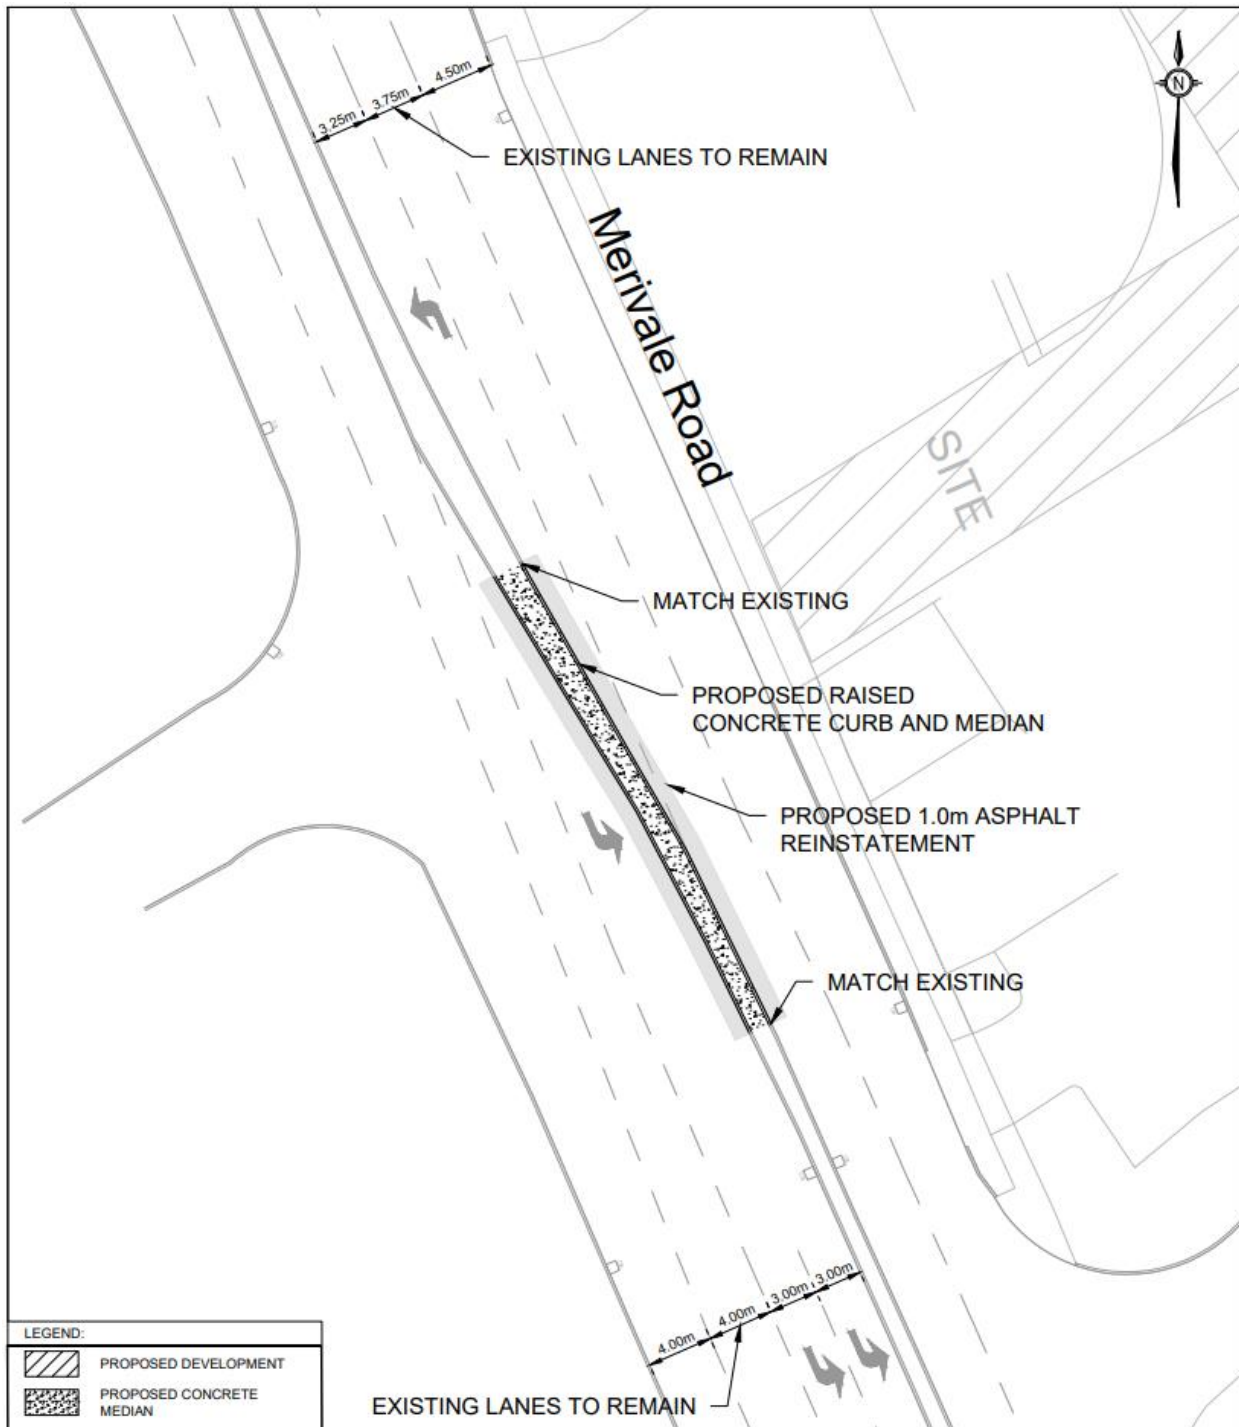 4.50m
3.75m
3.25m
N
EXISTING LANES TO REMAIN
Merivale Road
SITE
MATCH EXISTING
PROPOSED RAISED
CONCRETE CURB AND MEDIAN
PROPOSED 1.0m ASPHALT
REINSTATEMENT
MATCH EXISTING
3.00m
3.00m
4.00m
4.00m
EXISTING LANES TO REMAIN
LEGEND:
PROPOSED DEVELOPMENT
PROPOSED CONCRETE
MEDIAN